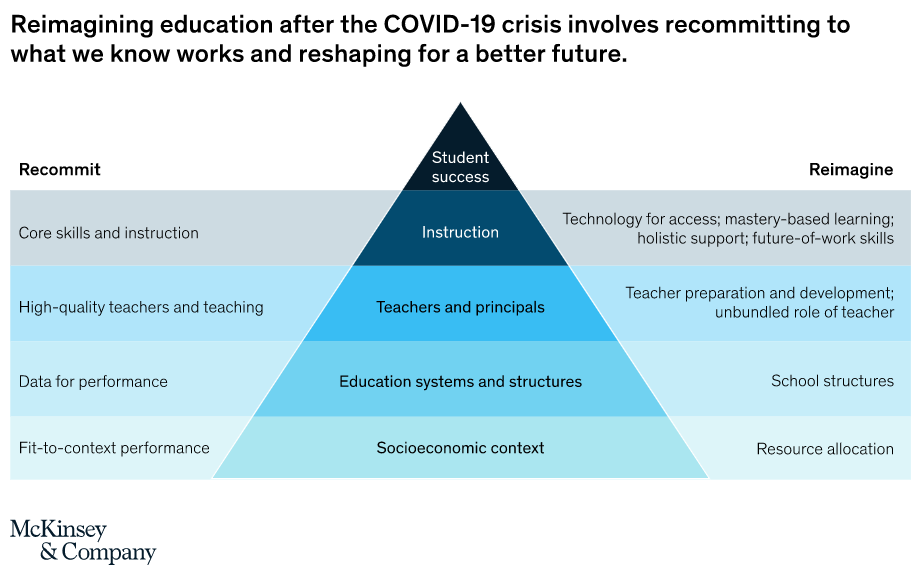 Reimagining education after the COVID-19 crisis involves recommitting to
what we know works and reshaping for a better future.
Recommit
Student
success
Reimagine
Core skills and instruction
Instruction
Technology for access; mastery-based learning;
holistic support; future-of-work skills
High-quality teachers and teaching
Teachers and principals
Teacher preparation and development;
unbundled role of teacher
Data for performance
Education systems and structures
School structures
Fit-to-context performance
Socioeconomic context
Resource allocation
McKinsey
& Company